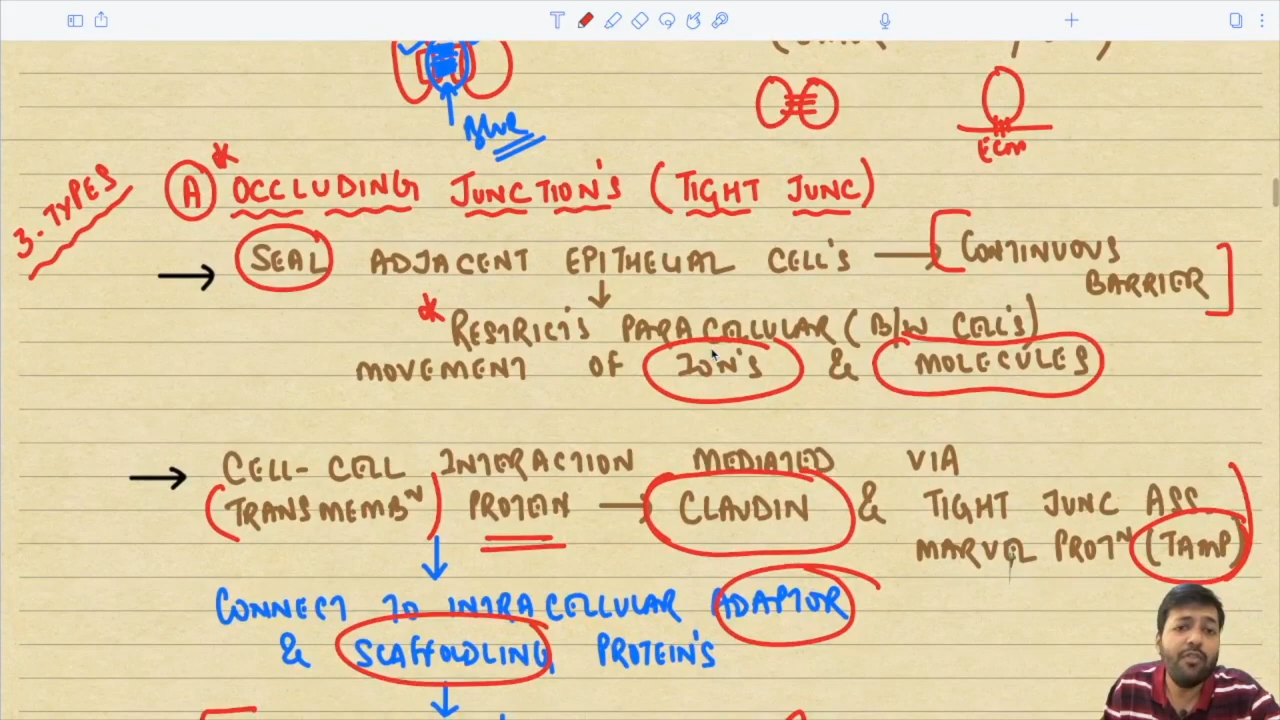 BLUE
ECM
3-TYPES
A * OCCLUDING JUNCTION'S (TIGHT JUNC)
→ SEAL ADJACENT EPITHELIAL CELL'S → [CONTINUOUS
BARRIER]
↓
* RESTRICT'S PARACELLULAR (B/W CELL'S)
MOVEMENT OF ION'S & MOLECULES
→ CELL-CELL INTERACTION MEDIATED VIA
(TRANSMEMBᴺ) PROTEIN → CLAUDIN & TIGHT JUNC ASS
MARVEL PROTᴺ (TAMP)
↓
CONNECT TO INTRACELLULAR ADAPTOR
& SCAFFOLDLING PROTEIN'S
↓